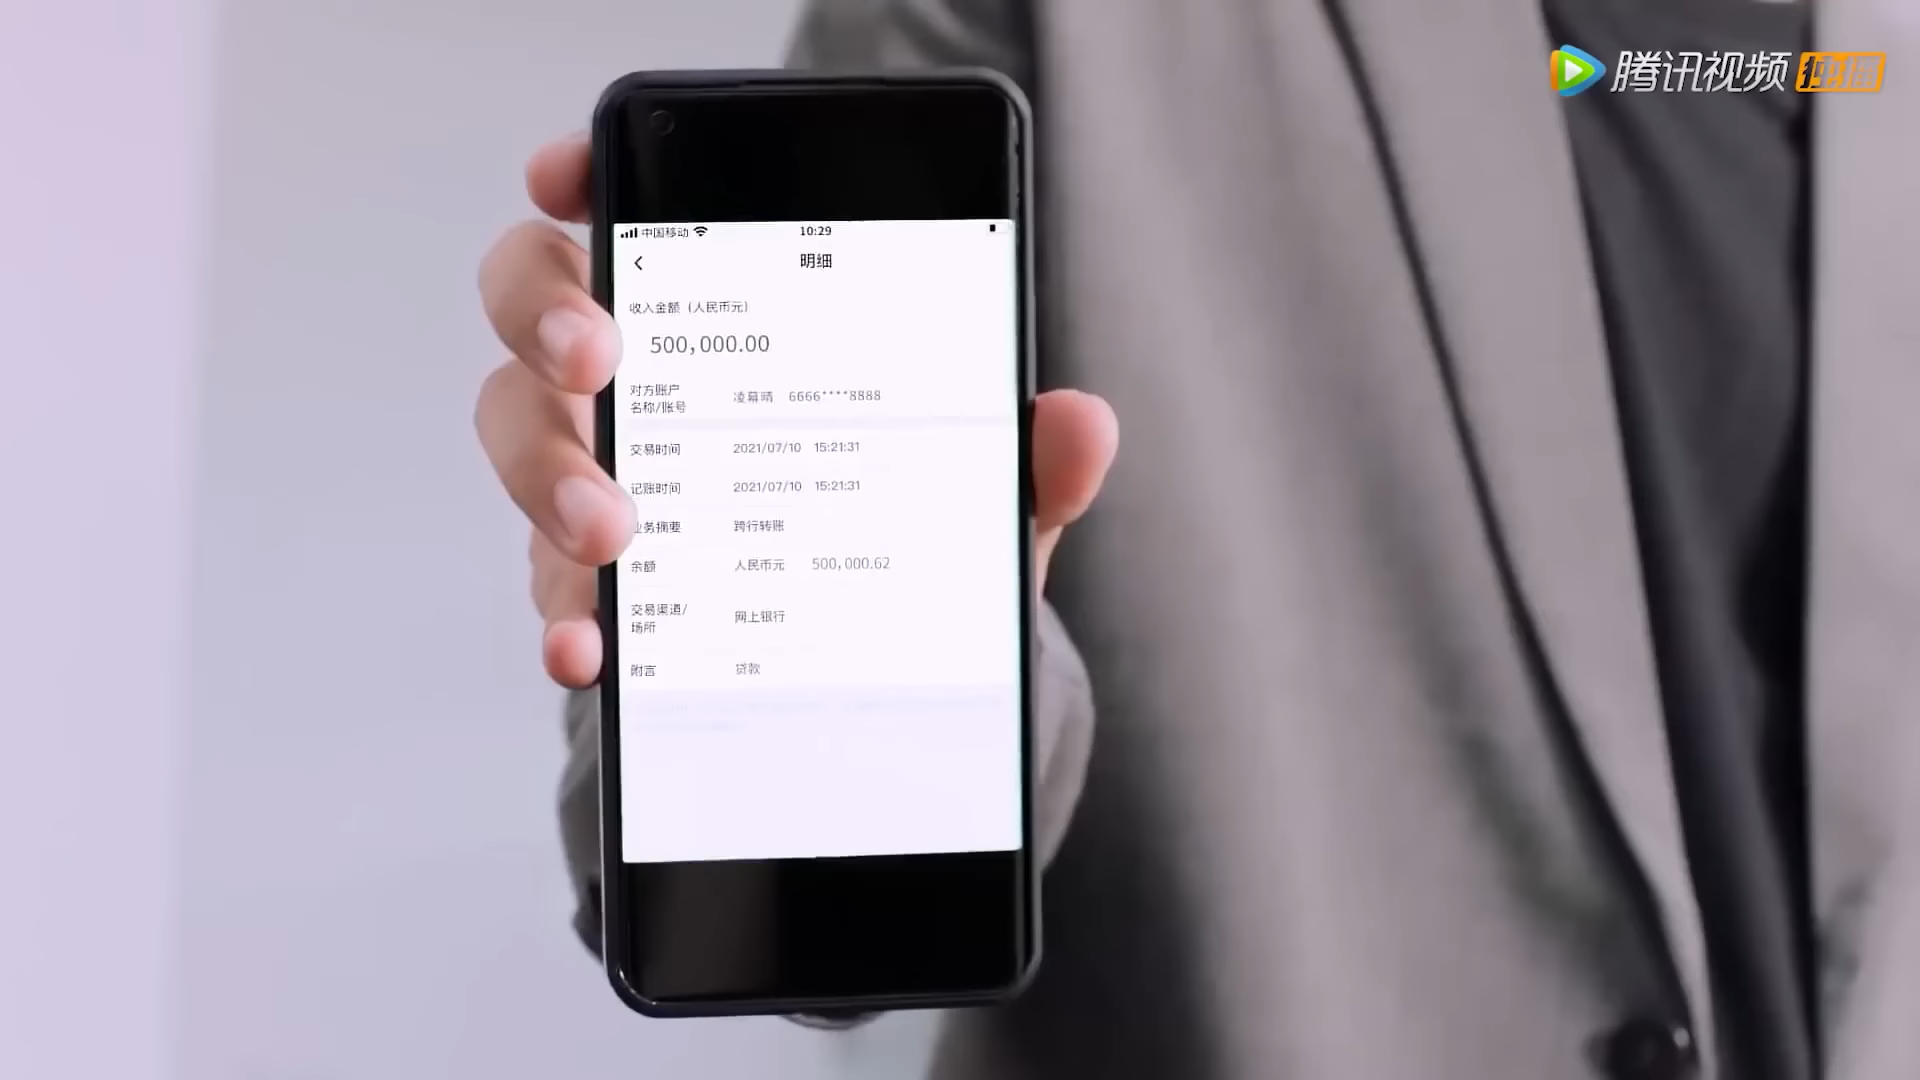 腾讯视频 独播
中国移动 10:29
明细
收入金额（人民币元）
500,000.00
对方账户
名称/账号 凌幕晴 6666****8888
交易时间 2021/07/10 15:21:31
记账时间 2021/07/10 15:21:31
业务摘要 跨行转账
余额 人民币元 500,000.62
交易渠道/
场所 网上银行
附言 贷款